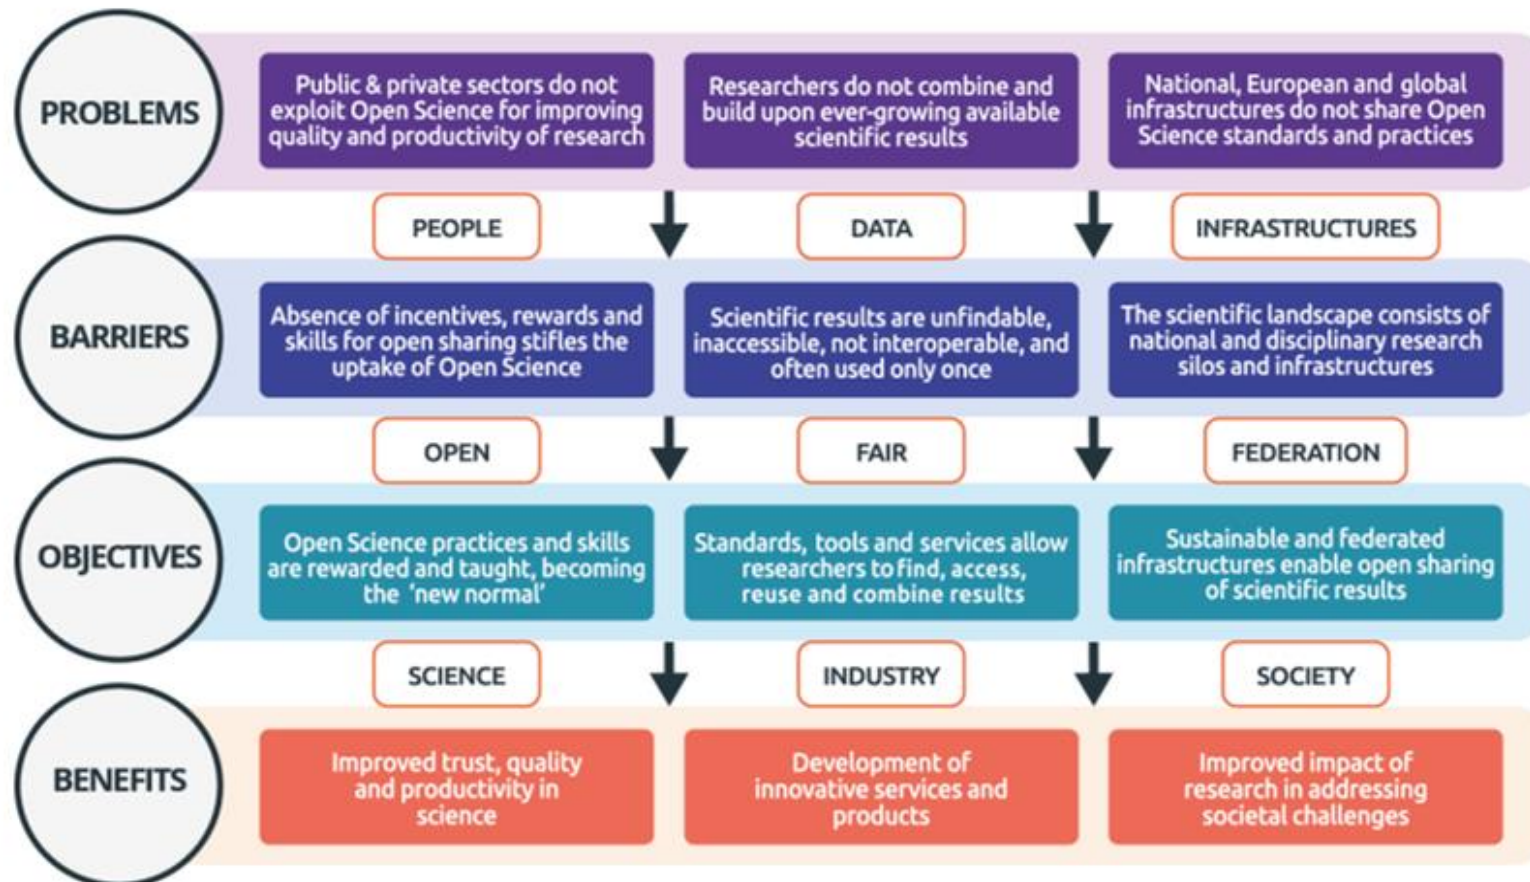 PROBLEMS
Public & private sectors do not
exploit Open Science for improving
quality and productivity of research
Researchers do not combine and
build upon ever-growing available
scientific results
National, European and global
infrastructures do not share Open
Science standards and practices
PEOPLE
DATA
INFRASTRUCTURES
BARRIERS
Absence of incentives, rewards and
skills for open sharing stifles the
uptake of Open Science
Scientific results are unfindable,
inaccessible, not interoperable, and
often used only once
The scientific landscape consists of
national and disciplinary research
silos and infrastructures
OPEN
FAIR
FEDERATION
OBJECTIVES
Open Science practices and skills
are rewarded and taught, becoming
the 'new normal'
Standards, tools and services allow
researchers to find, access,
reuse and combine results
Sustainable and federated
infrastructures enable open sharing
of scientific results
SCIENCE
INDUSTRY
SOCIETY
BENEFITS
Improved trust, quality
and productivity in
science
Development of
innovative services and
products
Improved impact of
research in addressing
societal challenges